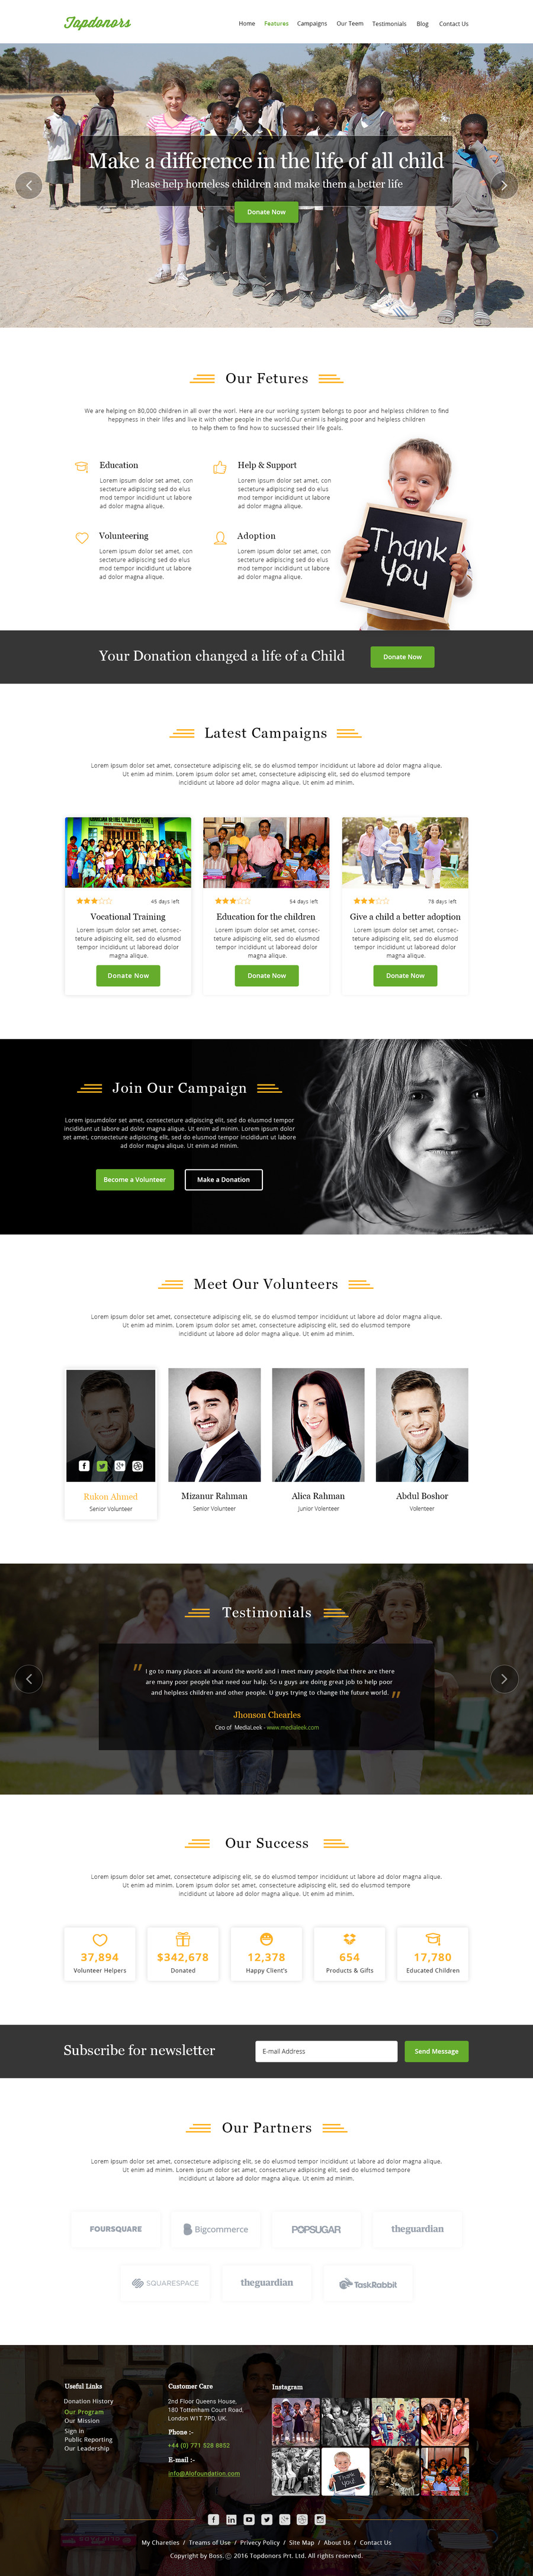 Topdonors
Home Features Campaigns Our Teem Testimonials Blog Contact Us
Make a difference in the life of all child
Please help homeless children and make them a better life
Donate Now
Our Fetures
We are helping on 80,000 children in all over the worl. Here are our working system belongs to poor and helpless children to find
heppyness in their lifes and live it with other people in the world.Our enimi is helping poor and helpless children
to help them to find how to sucsessed their life goals.
Education
Lorem ipsum dolor set amet, con
secteture adipiscing sed do elus
mod tempor incididunt ut labore
ad dolor magna alique.
Help & Support
Lorem ipsum dolor set amet, con
secteture adipiscing sed do elus
mod tempor incididunt ut labore
ad dolor magna alique.
Volunteering
Lorem ipsum dolor set amet, con
secteture adipiscing sed do elus
mod tempor incididunt ut labore
ad dolor magna alique.
Adoption
Lorem ipsum dolor set amet, con
secteture adipiscing sed do elus
mod tempor incididunt ut labore
ad dolor magna alique.
Thank
You
Your Donation changed a life of a Child
Donate Now
Latest Campaigns
Lorem ipsum dolor set amet, consecteture adipiscing elit, se do elusmod tempor incididunt ut labore ad dolor magna alique.
Ut enim ad minim. Lorem ipsum dolor set amet, consecteture adipiscing elit, sed do elusmod tempore
incididunt ut labore ad dolor magna alique. Ut enim ad minim.
45 days left
Vocational Training
Lorem ipsum dolor set amet, consec-
teture adipiscing elit, sed do elusmod
tempor incididunt ut laboread dolor
magna alique.
Donate Now
54 days left
Education for the children
Lorem ipsum dolor set amet, consec-
teture adipiscing elit, sed do elusmod
tempor incididunt ut laboread dolor
magna alique.
Donate Now
78 days left
Give a child a better adoption
Lorem ipsum dolor set amet, consec-
teture adipiscing elit, sed do elusmod
tempor incididunt ut laboread dolor
magna alique.
Donate Now
Join Our Campaign
Lorem ipsumdolor set amet, consecteture adipiscing elit, sed do elusmod tempor
incididunt ut labore ad dolor magna alique. Ut enim ad minim. Lorem ipsum dolor
set amet, consecteture adipiscing elit, sed do elusmod tempor incididunt ut labore
ad dolor magna alique. Ut enim ad minim.
Become a Volunteer
Make a Donation
Meet Our Volunteers
Lorem ipsum dolor set amet, consecteture adipiscing elit, se do elusmod tempor incididunt ut labore ad dolor magna alique.
Ut enim ad minim. Lorem ipsum dolor set amet, consecteture adipiscing elit, sed do elusmod tempore
incididunt ut labore ad dolor magna alique. Ut enim ad minim.
Rukon Ahmed
Senior Volunteer
Mizanur Rahman
Senior Volunteer
Alica Rahman
Junior Volenteer
Abdul Boshor
Volenteer
Testimonials
" I go to many places all around the world and i meet many people that there are there
are many poor people that need our halp. So u guys are doing great job to help poor
and helpless children and other people. U guys trying to change the future world. "
Jhonson Chearles
Ceo of MediaLeek - www.medialeek.com
Our Success
Lorem ipsum dolor set amet, consecteture adipiscing elit, se do elusmod tempor incididunt ut labore ad dolor magna alique.
Ut enim ad minim. Lorem ipsum dolor set amet, consecteture adipiscing elit, sed do elusmod tempore
incididunt ut labore ad dolor magna alique. Ut enim ad minim.
37,894
Volunteer Helpers
$342,678
Donated
12,378
Happy Client's
654
Products & Gifts
17,780
Educated Children
Subscribe for newsletter
E-mail Address
Send Message
Our Partners
Lorem ipsum dolor set amet, consecteture adipiscing elit, se do elusmod tempor incididunt ut labore ad dolor magna alique.
Ut enim ad minim. Lorem ipsum dolor set amet, consecteture adipiscing elit, sed do elusmod tempore
incididunt ut labore ad dolor magna alique. Ut enim ad minim.
FOURSQUARE
Bigcommerce
POPSUGAR
theguardian
SQUARESPACE
theguardian
TaskRabbit
Useful Links
Donation History
Our Program
Our Mission
Sign in
Public Reporting
Our Leadership
Customer Care
2nd Floor Queens House,
180 Tottenham Court Road,
London W1T 7PD, UK.
Phone :-
+44 (0) 771 528 8852
E-mail :-
info@Alofoundation.com
Instagram
Thank
You
My Chareties / Treams of Use / Privecy Policy / Site Map / About Us / Contact Us
Copyright by Boss.© 2016 Topdonors Pvt. Ltd. All rights reserved.